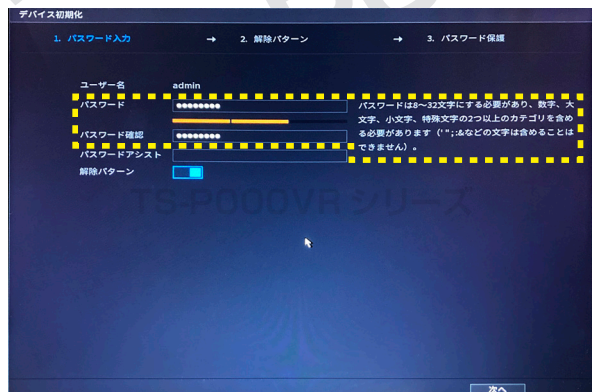 デバイス初期化
1. パスワード入力 → 2. 解除パターン → 3. パスワード保護
ユーザー名 admin
パスワード ●●●●●●●●
パスワード確認 ●●●●●●●●
パスワードアシスト
解除パターン
パスワードは8〜32文字にする必要があり、数字、大
文字、小文字、特殊文字の2つ以上のカテゴリを含め
る必要があります（'";:&などの文字は含めることは
できません）。
TS-P000VRシリーズ
次へ